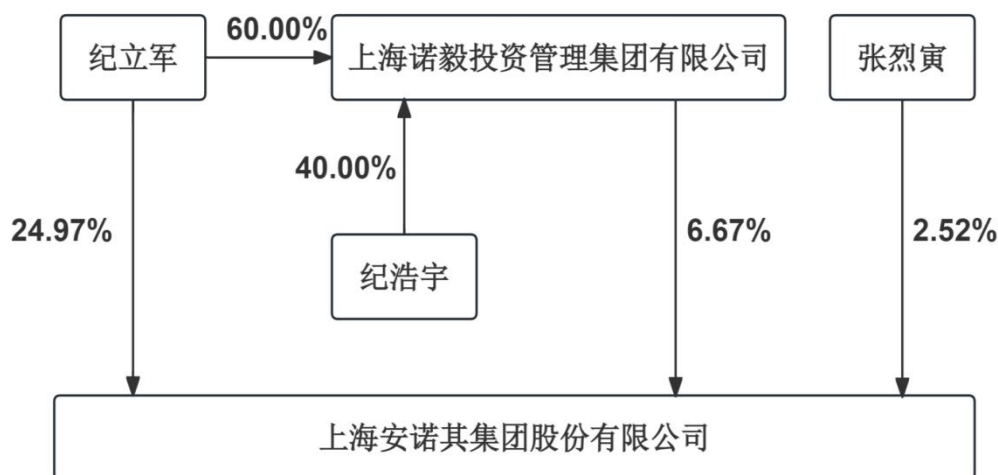 60.00%
纪立军
上海诺毅投资管理集团有限公司
张烈寅
40.00%
24.97%
6.67%
2.52%
纪浩宇
上海安诺其集团股份有限公司